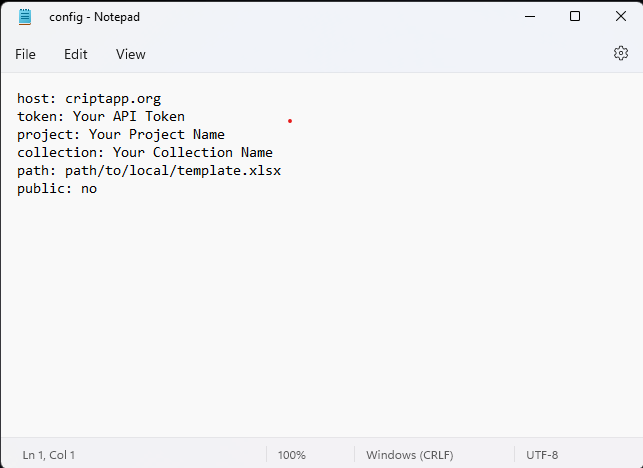 config - Notepad
File Edit View
host: criptapp.org
token: Your API Token
project: Your Project Name
collection: Your Collection Name
path: path/to/local/template.xlsx
public: no
Ln 1, Col 1 100% Windows (CRLF) UTF-8